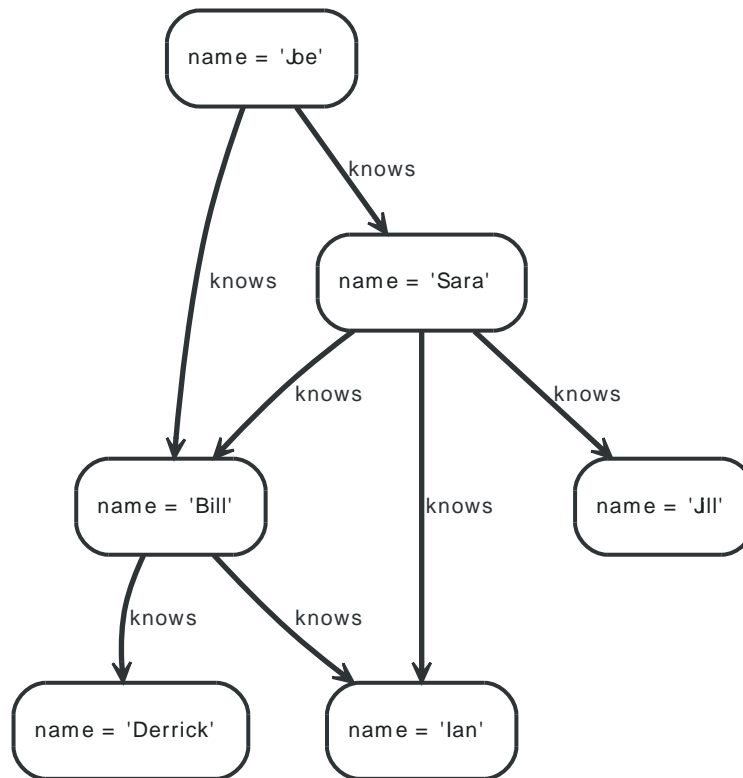 name = 'Joe'
knows
name = 'Sara'
knows
knows
knows
name = 'Bill'
knows
name = 'Jill'
knows
knows
name = 'Derrick'
name = 'Ian'